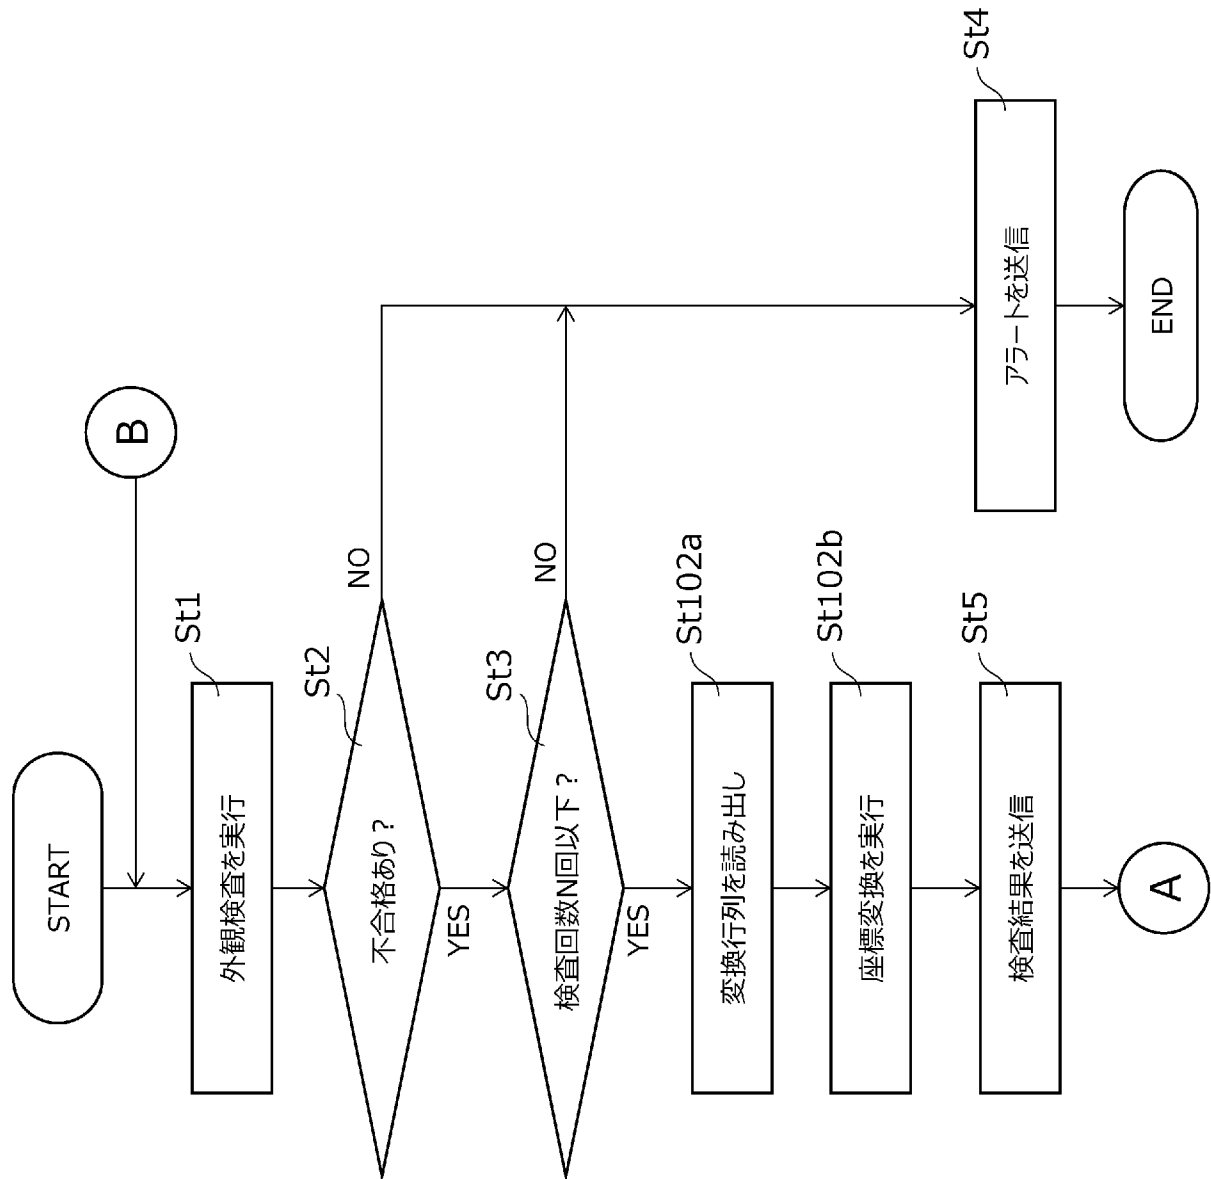 START
B
St1
外観検査を実行
St2
不合格あり？
NO
YES
St3
検査回数N回以下？
NO
YES
St102a
変換行列を読み出し
St102b
座標変換を実行
St5
検査結果を送信
A
St4
アラートを送信
END